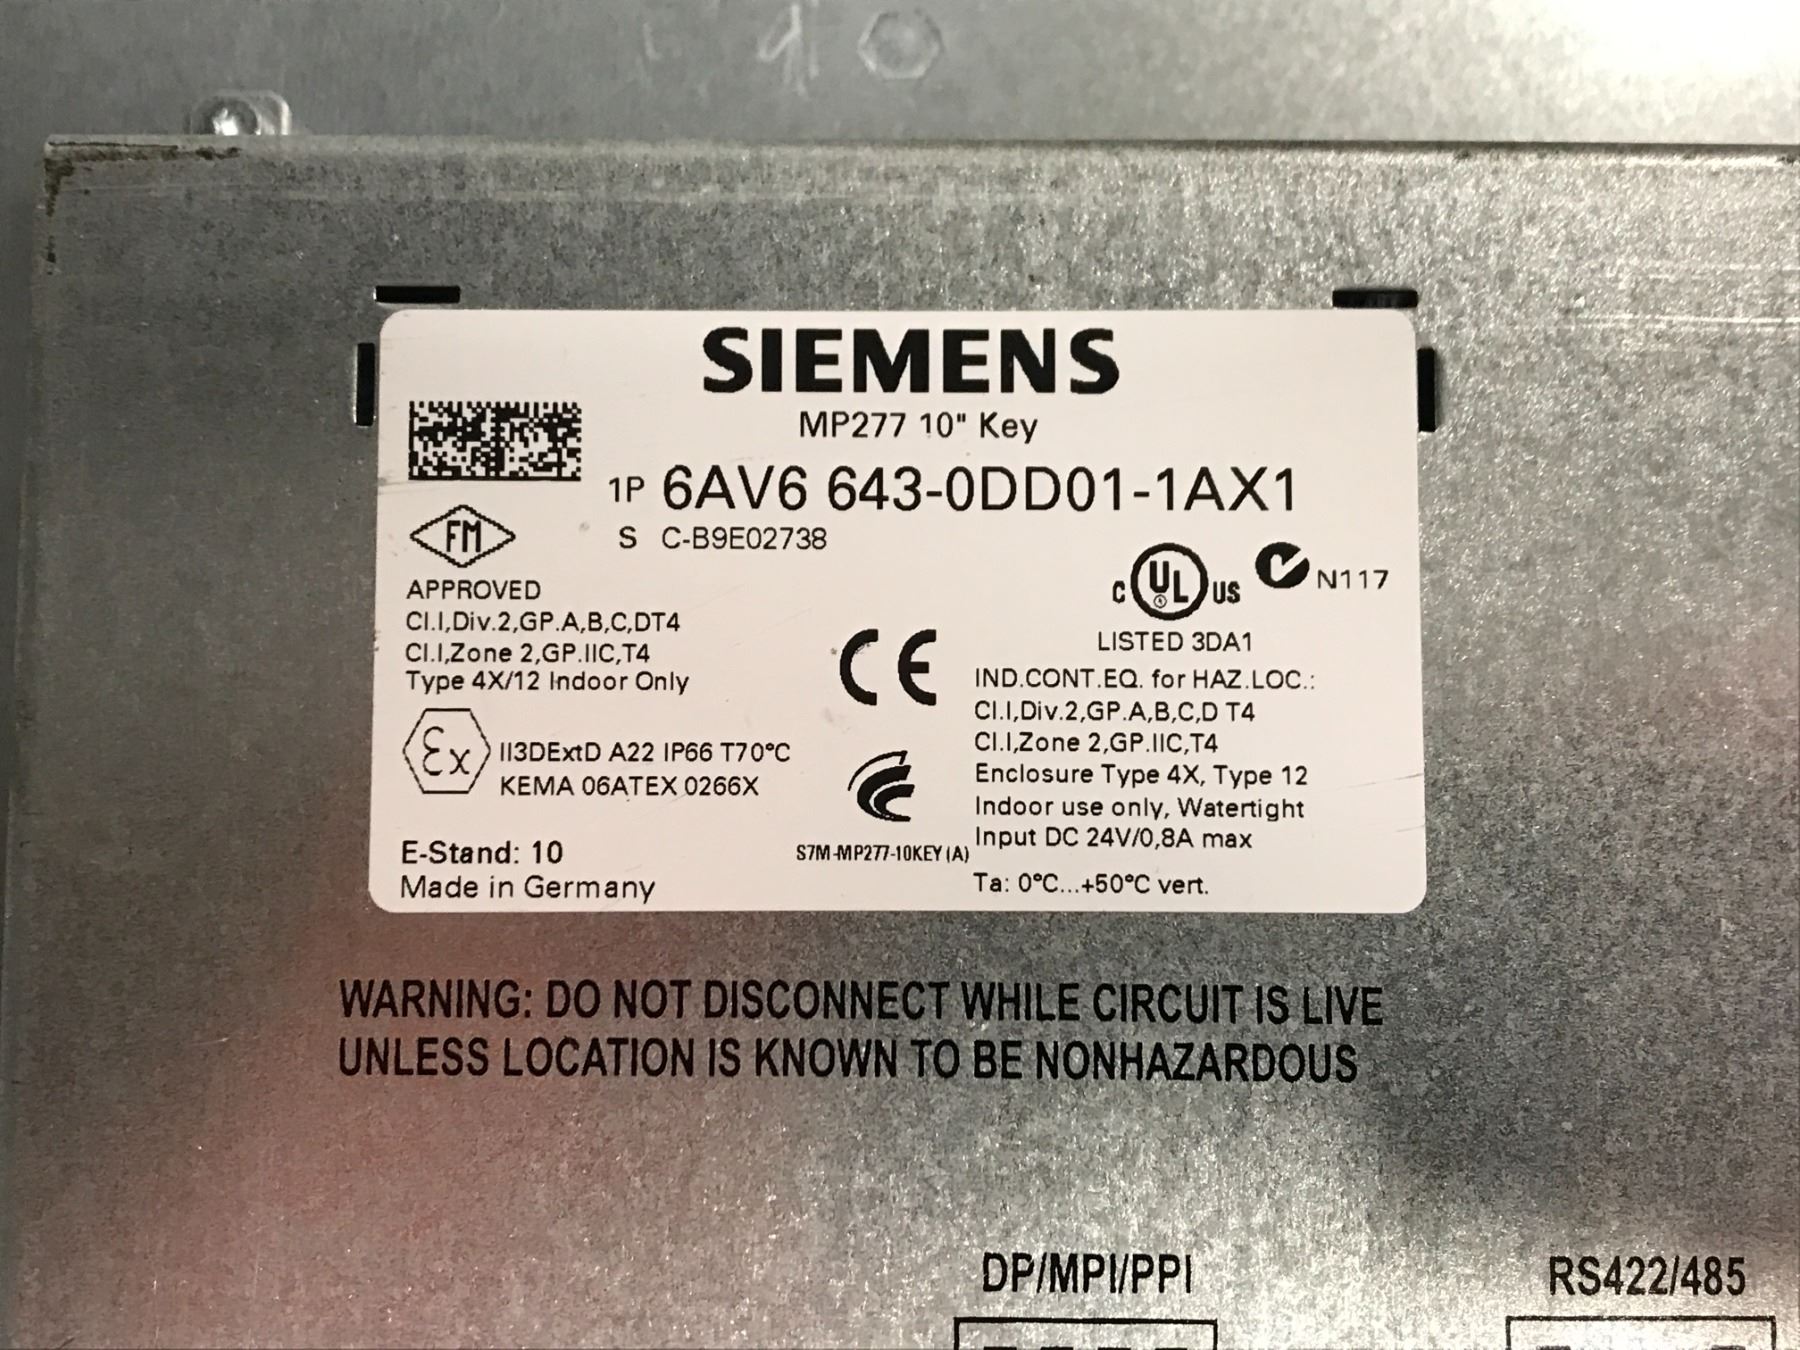 SIEMENS
MP277 10" Key
1P 6AV6 643-0DD01-1AX1
S C-B9E02738
FM
APPROVED
Cl.I,Div.2,GP.A,B,C,DT4
Cl.I,Zone 2,GP.IIC,T4
Type 4X/12 Indoor Only
Ex II3DExtD A22 IP66 T70°C
KEMA 06ATEX 0266X
E-Stand: 10
Made in Germany
CE
S7M-MP277-10KEY(A)
C UL US N117
LISTED 3DA1
IND.CONT.EQ. for HAZ.LOC.:
Cl.I,Div.2,GP.A,B,C,D T4
Cl.I,Zone 2,GP.IIC,T4
Enclosure Type 4X, Type 12
Indoor use only, Watertight
Input DC 24V/0,8A max
Ta: 0°C...+50°C vert.
WARNING: DO NOT DISCONNECT WHILE CIRCUIT IS LIVE
UNLESS LOCATION IS KNOWN TO BE NONHAZARDOUS
DP/MPI/PPI
RS422/485